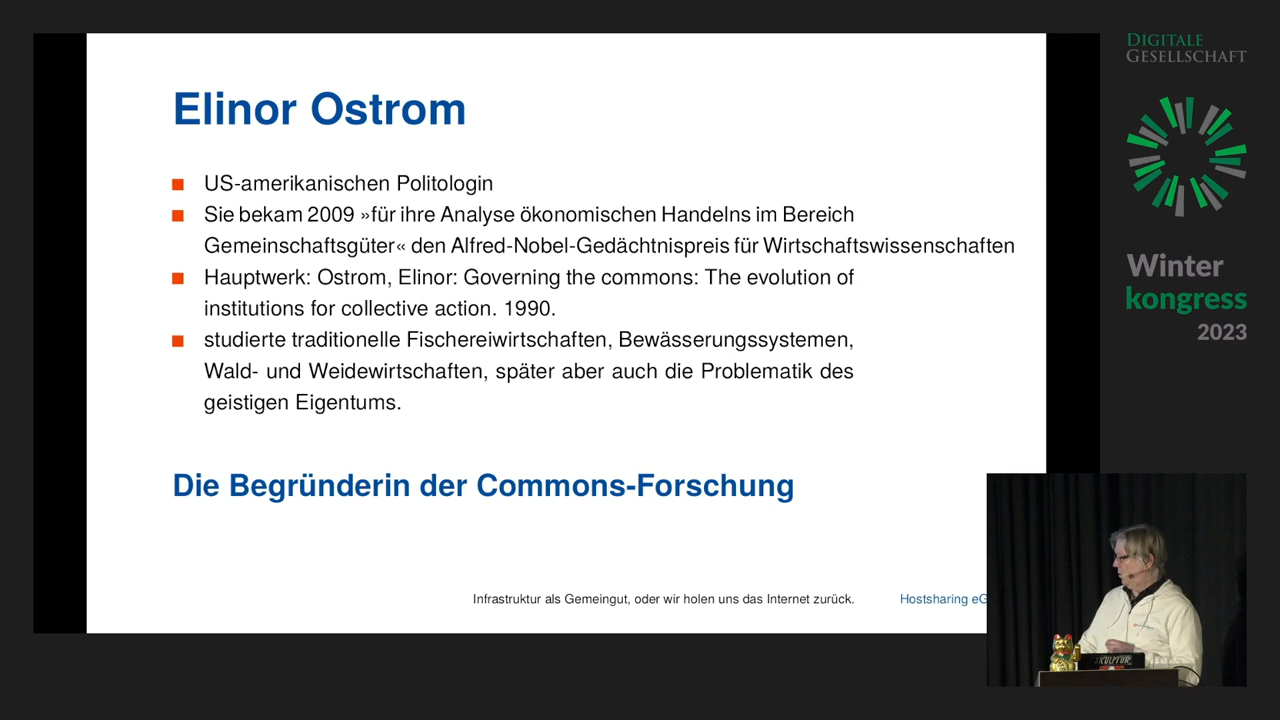 Elinor Ostrom
US-amerikanischen Politologin
Sie bekam 2009 »für ihre Analyse ökonomischen Handelns im Bereich
Gemeinschaftsgüter« den Alfred-Nobel-Gedächtnispreis für Wirtschaftswissenschaften
Hauptwerk: Ostrom, Elinor: Governing the commons: The evolution of
institutions for collective action. 1990.
studierte traditionelle Fischereiwirtschaften, Bewässerungssystemen,
Wald- und Weidewirtschaften, später aber auch die Problematik des
geistigen Eigentums.
Die Begründerin der Commons-Forschung
Infrastruktur als Gemeingut, oder wir holen uns das Internet zurück.
Hostsharing eG
DIGITALE
GESELLSCHAFT
Winter
kongress
2023
SKULPTUR